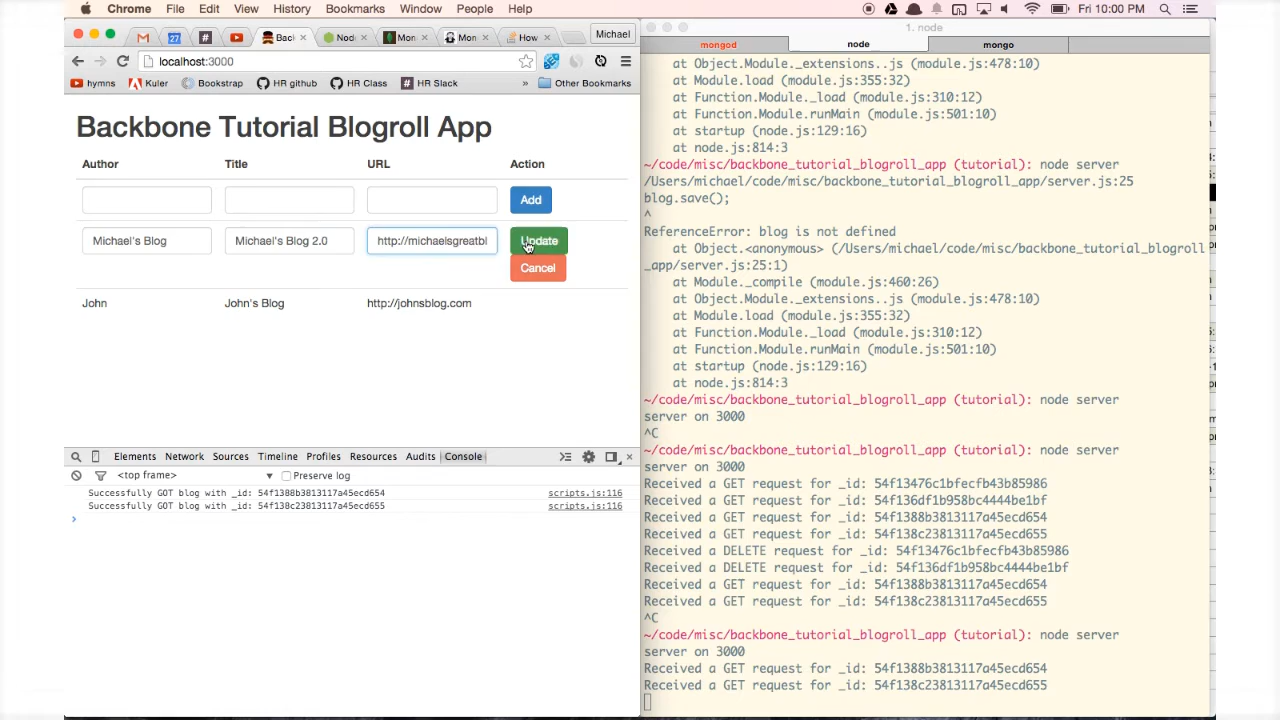 Chrome File Edit View History Bookmarks Window People Help
Fri 10:00 PM
27 # Back Node Mon Mon How Michael
localhost:3000
hymns Kuler Bookstrap HR github HR Class # HR Slack » Other Bookmarks
Backbone Tutorial Blogroll App
Author Title URL Action
Add
Michael's Blog Michael's Blog 2.0 http://michaelsgreatbl Update
Cancel
John John's Blog http://johnsblog.com
Elements Network Sources Timeline Profiles Resources Audits Console
<top frame> Preserve log
Successfully GOT blog with _id: 54f1388b3813117a45ecd654 scripts.js:116
Successfully GOT blog with _id: 54f138c23813117a45ecd655 scripts.js:116
1. node
mongod node mongo
at Object.Module._extensions..js (module.js:478:10)
at Module.load (module.js:355:32)
at Function.Module._load (module.js:310:12)
at Function.Module.runMain (module.js:501:10)
at startup (node.js:129:16)
at node.js:814:3
~/code/misc/backbone_tutorial_blogroll_app (tutorial): node server
/Users/michael/code/misc/backbone_tutorial_blogroll_app/server.js:25
blog.save();
^
ReferenceError: blog is not defined
at Object.<anonymous> (/Users/michael/code/misc/backbone_tutorial_blogroll
_app/server.js:25:1)
at Module._compile (module.js:460:26)
at Object.Module._extensions..js (module.js:478:10)
at Module.load (module.js:355:32)
at Function.Module._load (module.js:310:12)
at Function.Module.runMain (module.js:501:10)
at startup (node.js:129:16)
at node.js:814:3
~/code/misc/backbone_tutorial_blogroll_app (tutorial): node server
server on 3000
^C
~/code/misc/backbone_tutorial_blogroll_app (tutorial): node server
server on 3000
Received a GET request for _id: 54f13476c1bfecfb43b85986
Received a GET request for _id: 54f136df1b958bc4444be1bf
Received a GET request for _id: 54f1388b3813117a45ecd654
Received a GET request for _id: 54f138c23813117a45ecd655
Received a DELETE request for _id: 54f13476c1bfecfb43b85986
Received a DELETE request for _id: 54f136df1b958bc4444be1bf
Received a GET request for _id: 54f1388b3813117a45ecd654
Received a GET request for _id: 54f138c23813117a45ecd655
^C
~/code/misc/backbone_tutorial_blogroll_app (tutorial): node server
server on 3000
Received a GET request for _id: 54f1388b3813117a45ecd654
Received a GET request for _id: 54f138c23813117a45ecd655